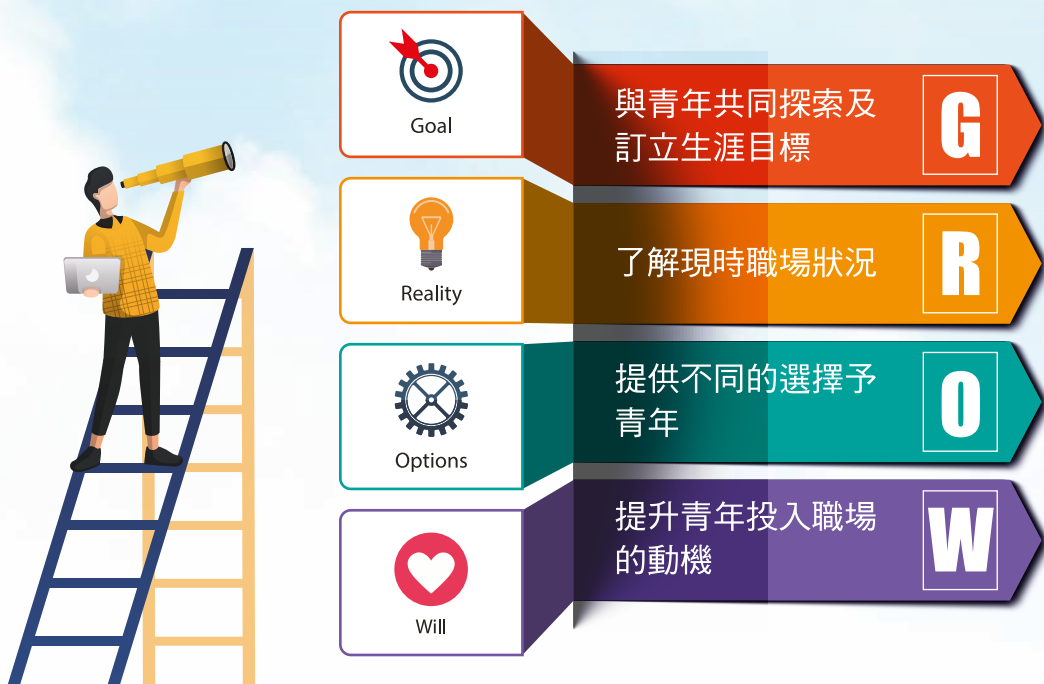 Goal
與青年共同探索及
訂立生涯目標
G
Reality
了解現時職場狀況
R
Options
提供不同的選擇予
青年
O
Will
提升青年投入職場
的動機
W